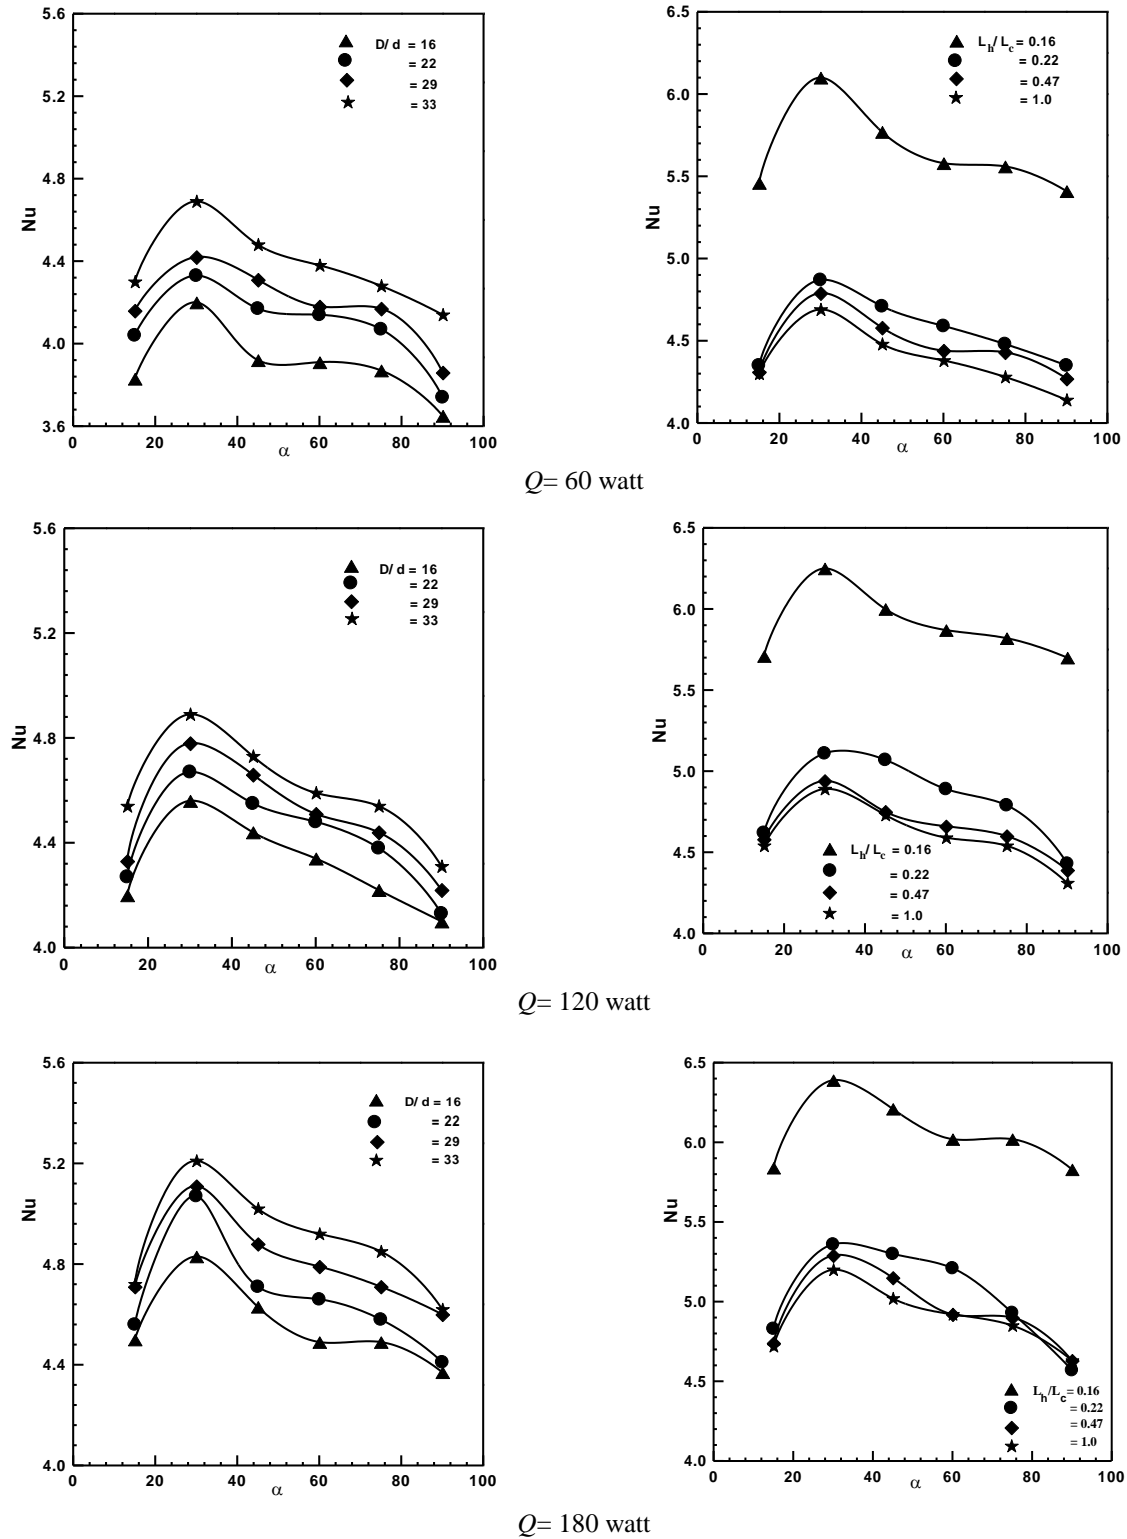 5.6
5.2
4.8
4.4
4.0
3.6
Nu
D/d = 16
= 22
= 29
= 33
0 20 40 60 80 100
α
6.5
6.0
5.5
5.0
4.5
4.0
Nu
Lh/Lc = 0.16
= 0.22
= 0.47
= 1.0
0 20 40 60 80 100
α
Q= 60 watt
5.6
5.2
4.8
4.4
4.0
Nu
D/d = 16
= 22
= 29
= 33
0 20 40 60 80 100
α
6.5
6.0
5.5
5.0
4.5
4.0
Nu
Lh/Lc = 0.16
= 0.22
= 0.47
= 1.0
0 20 40 60 80 100
α
Q= 120 watt
5.6
5.2
4.8
4.4
4.0
Nu
D/d = 16
= 22
= 29
= 33
0 20 40 60 80 100
α
6.5
6.0
5.5
5.0
4.5
4.0
Nu
Lh/Lc = 0.16
= 0.22
= 0.47
= 1.0
0 20 40 60 80 100
α
Q= 180 watt